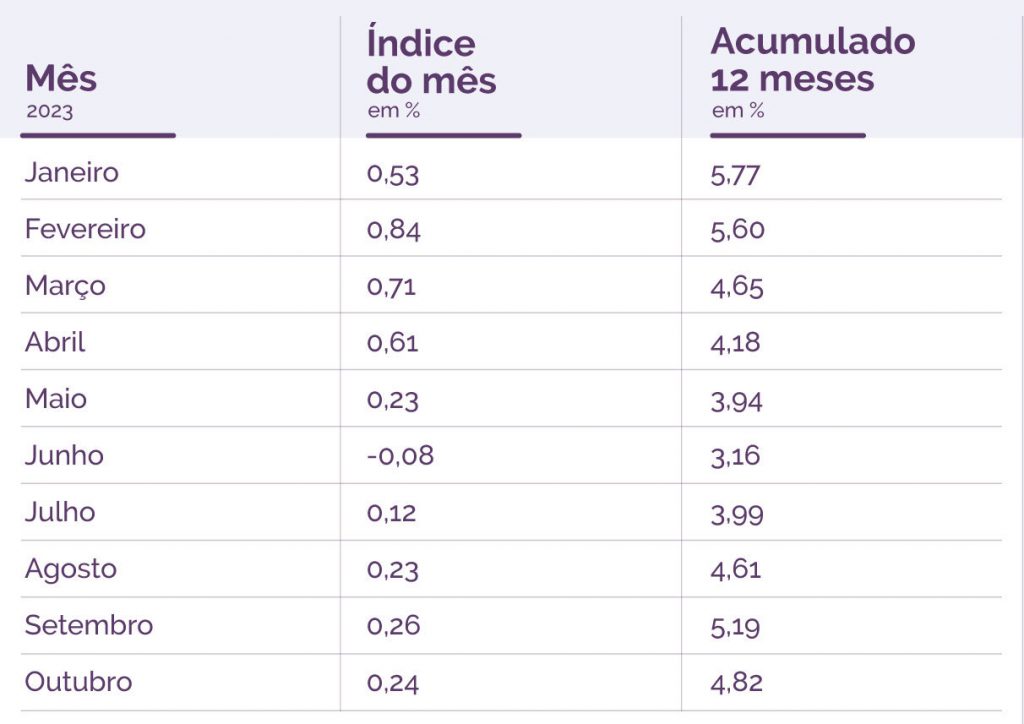 Mês
2023
Índice
do mês
em %
Acumulado
12 meses
em %
Janeiro 0,53 5,77
Fevereiro 0,84 5,60
Março 0,71 4,65
Abril 0,61 4,18
Maio 0,23 3,94
Junho -0,08 3,16
Julho 0,12 3,99
Agosto 0,23 4,61
Setembro 0,26 5,19
Outubro 0,24 4,82